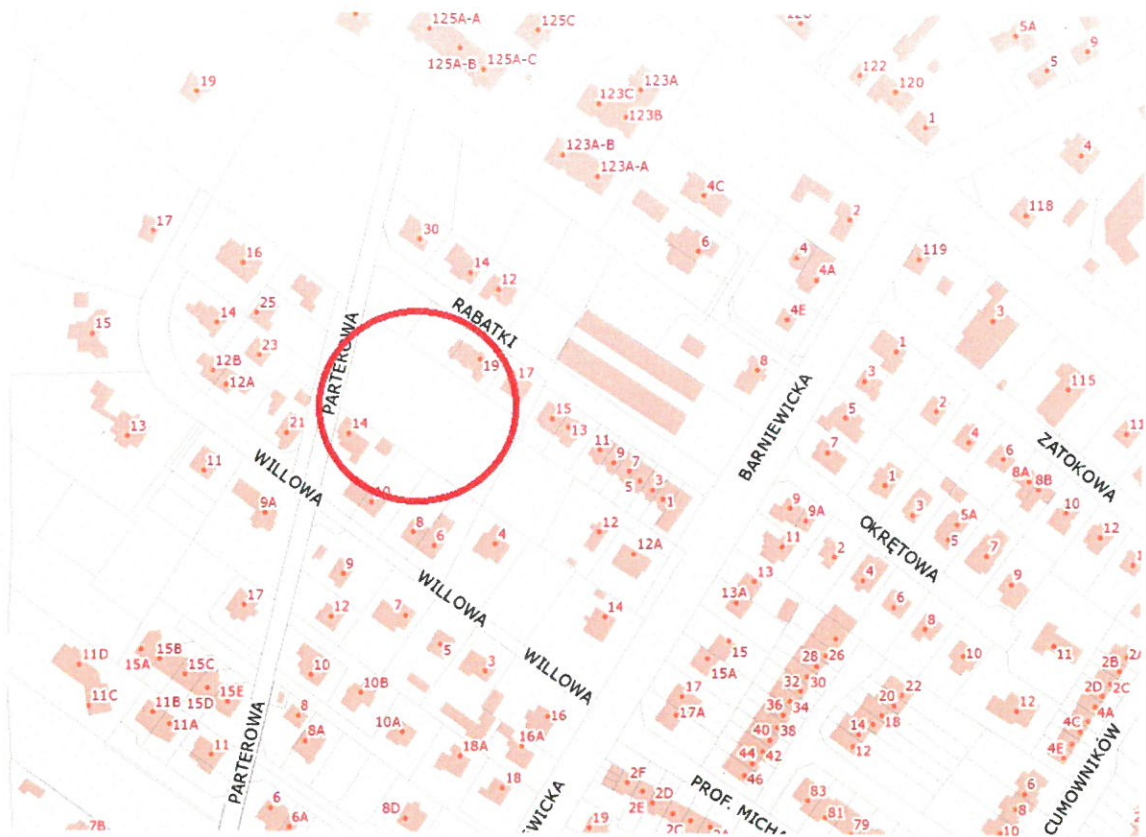 125A-A
125C
126
5A
9
5
125A-B
125A-C
19
122
120
123A
123C
123B
1
123A-B
123A-A
4
4C
118
2
17
30
6
4
119
16
14
4A
12
25
RABATKI
4E
3
14
15
PARTEROWA
23
19
1
12B
17
8
3
12A
115
BARNIEWICKA
2
15
5
21
14
13
4
ZATOKOWA
13
11
9
7
7
6
11
5
3
8A
8B
WILLOWA
1
1
9A
10
9
3
10
9A
5A
8
6
4
12
OKRĘTOWA
5
12
11
2
7
12A
9
4
13
9
WILLOWA
13A
17
6
12
7
14
8
5
15
11
11D
15A
15B
3
WILLOWA
15A
10
26
15C
10
28
2B
10B
30
11C
15D
15E
17
32
22
2D
2C
11B
20
36
34
12
4A
11A
8
16
17A
18
4C
10A
40
38
14
8A
16A
4E
11
18A
44
42
12
PARTEROWA
46
2F
18
CUMOWNIKÓW
PROF. MICHA
6
2D
83
6
8D
2E
8
6A
EWICKA
19
2C
81
79
10
7B